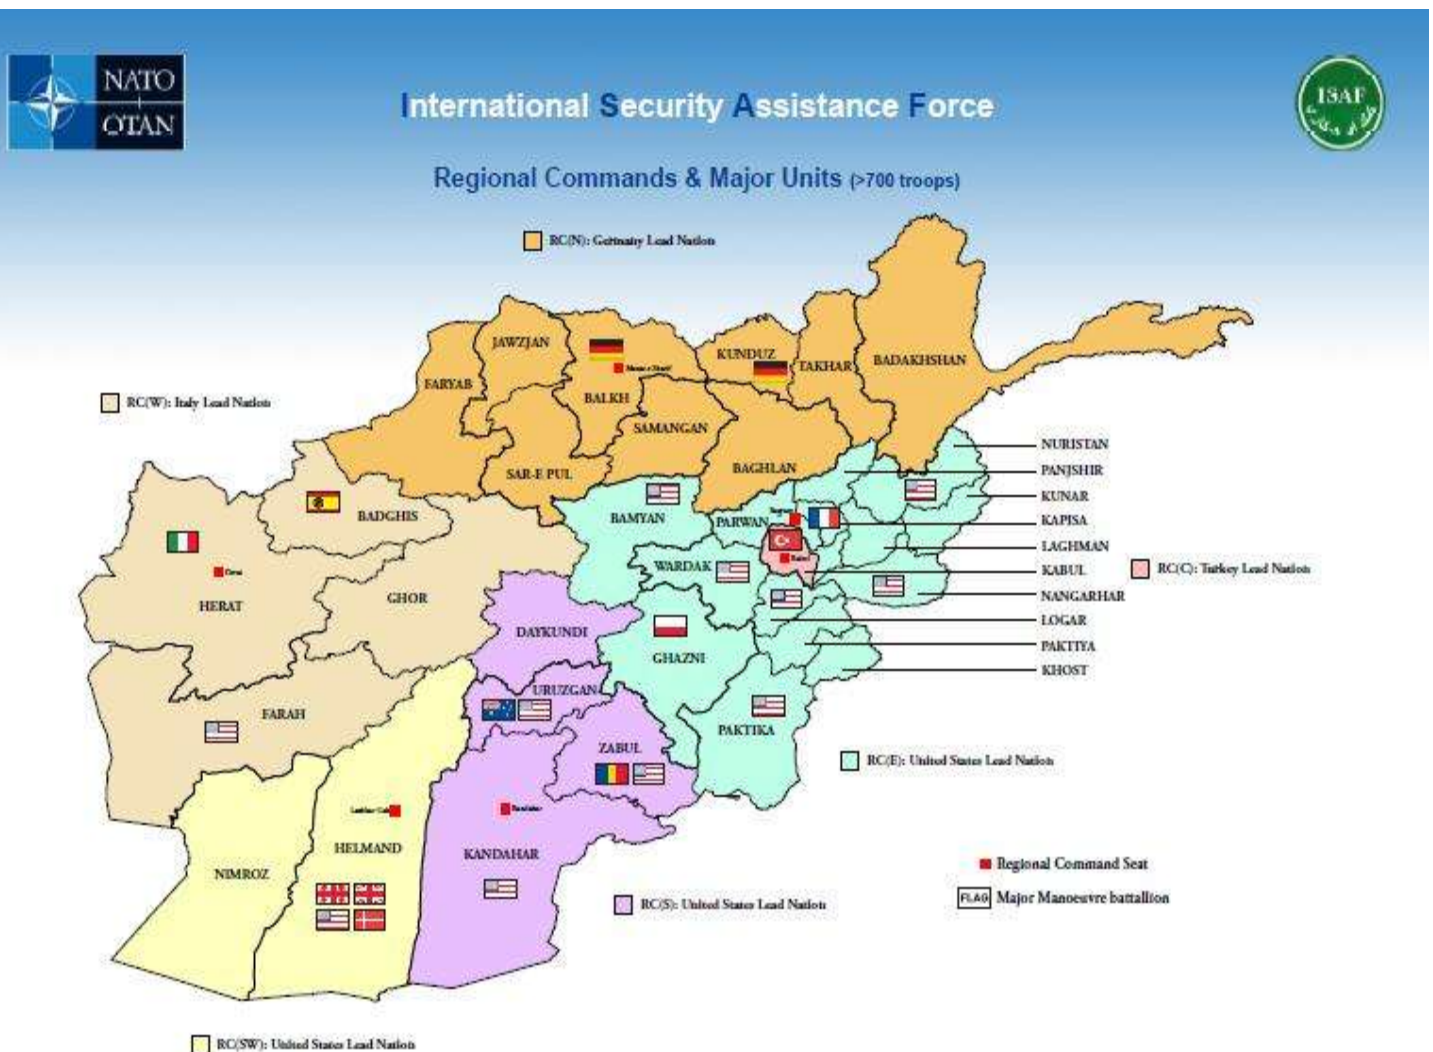 NATO
OTAN
International Security Assistance Force
ISAF
Regional Commands & Major Units (>700 troops)
RC(N): Germany Lead Nation
JAWZJAN
KUNDUZ
TAKHAR
BADAKHSHAN
FARYAB
BALKH
RC(W): Italy Lead Nation
SAMANGAN
SAR-E PUL
BAGHLAN
NURISTAN
PANJSHIR
KUNAR
BADGHIS
BAMYAN
PARWAN
KAPISA
LAGHMAN
WARDAK
KABUL
RC(C): Turkey Lead Nation
HERAT
GHOR
NANGARHAR
LOGAR
DAYKUNDI
GHAZNI
PAKTIYA
KHOST
URUZGAN
FARAH
PAKTIKA
ZABUL
RC(E): United States Lead Nation
Kandahar
HELMAND
KANDAHAR
NIMROZ
Regional Command Seat
FLAG Major Manoeuvre battallion
RC(S): United States Lead Nation
RC(SW): United States Lead Nation